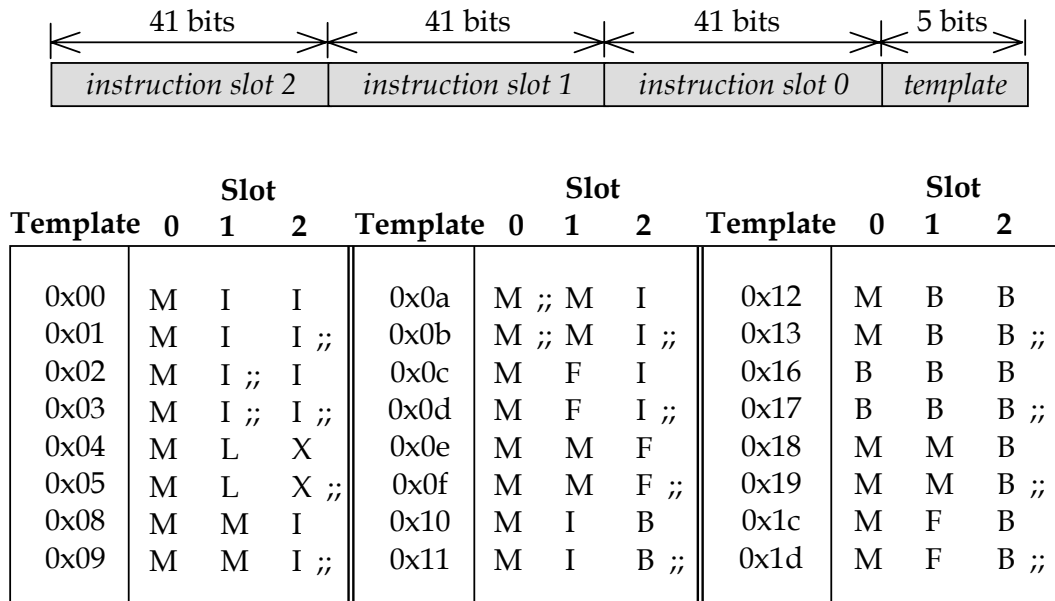 41 bits 41 bits 41 bits 5 bits
instruction slot 2 instruction slot 1 instruction slot 0 template
Slot Slot Slot
Template 0 1 2 Template 0 1 2 Template 0 1 2
0x00 M I I 0x0a M ;; M I 0x12 M B B
0x01 M I I ;; 0x0b M ;; M I ;; 0x13 M B B ;;
0x02 M I ;; I 0x0c M F I 0x16 B B B
0x03 M I ;; I ;; 0x0d M F I ;; 0x17 B B B ;;
0x04 M L X 0x0e M M F 0x18 M M B
0x05 M L X ;; 0x0f M M F ;; 0x19 M M B ;;
0x08 M M I 0x10 M I B 0x1c M F B
0x09 M M I ;; 0x11 M I B ;; 0x1d M F B ;;